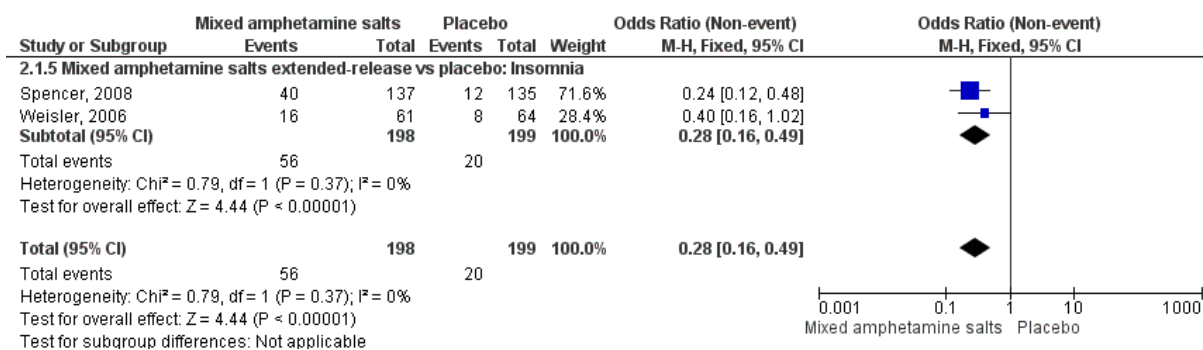 Mixed amphetamine salts Placebo Odds Ratio (Non-event) Odds Ratio (Non-event)
Study or Subgroup Events Total Events Total Weight M-H, Fixed, 95% CI M-H, Fixed, 95% CI
2.1.5 Mixed amphetamine salts extended-release vs placebo: Insomnia
Spencer, 2008 40 137 12 135 71.6% 0.24 [0.12, 0.48]
Weisler, 2006 16 61 8 64 28.4% 0.40 [0.16, 1.02]
Subtotal (95% CI) 198 199 100.0% 0.28 [0.16, 0.49]
Total events 56 20
Heterogeneity: Chi² = 0.79, df = 1 (P = 0.37); I² = 0%
Test for overall effect: Z = 4.44 (P < 0.00001)
Total (95% CI) 198 199 100.0% 0.28 [0.16, 0.49]
Total events 56 20
Heterogeneity: Chi² = 0.79, df = 1 (P = 0.37); I² = 0%
Test for overall effect: Z = 4.44 (P < 0.00001)
Test for subgroup differences: Not applicable
0.001 0.1 1 10 1000
Mixed amphetamine salts Placebo